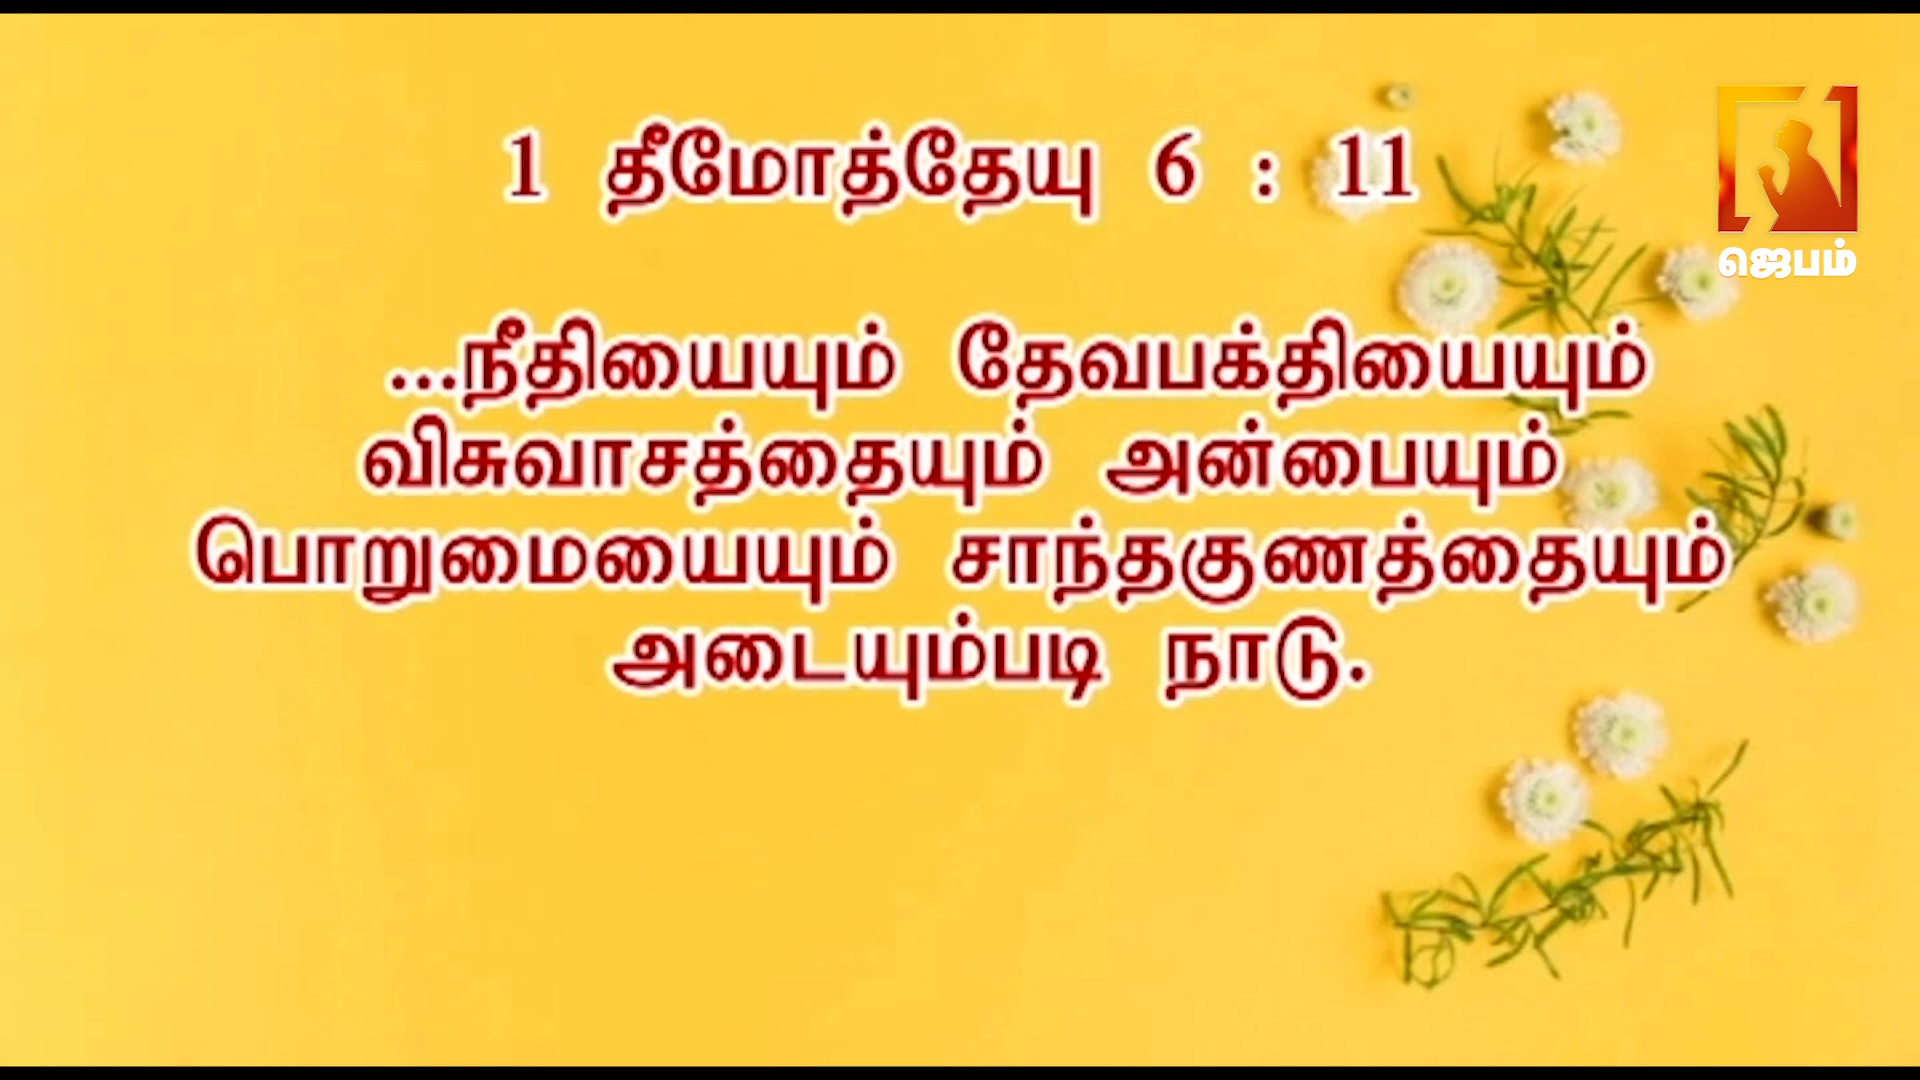 1 தீமோத்தேயு 6 : 11
ஜெபம்
...நீதியையும் தேவபக்தியையும்
விசுவாசத்தையும் அன்பையும்
பொறுமையையும் சாந்தகுணத்தையும்
அடையும்படி நாடு.